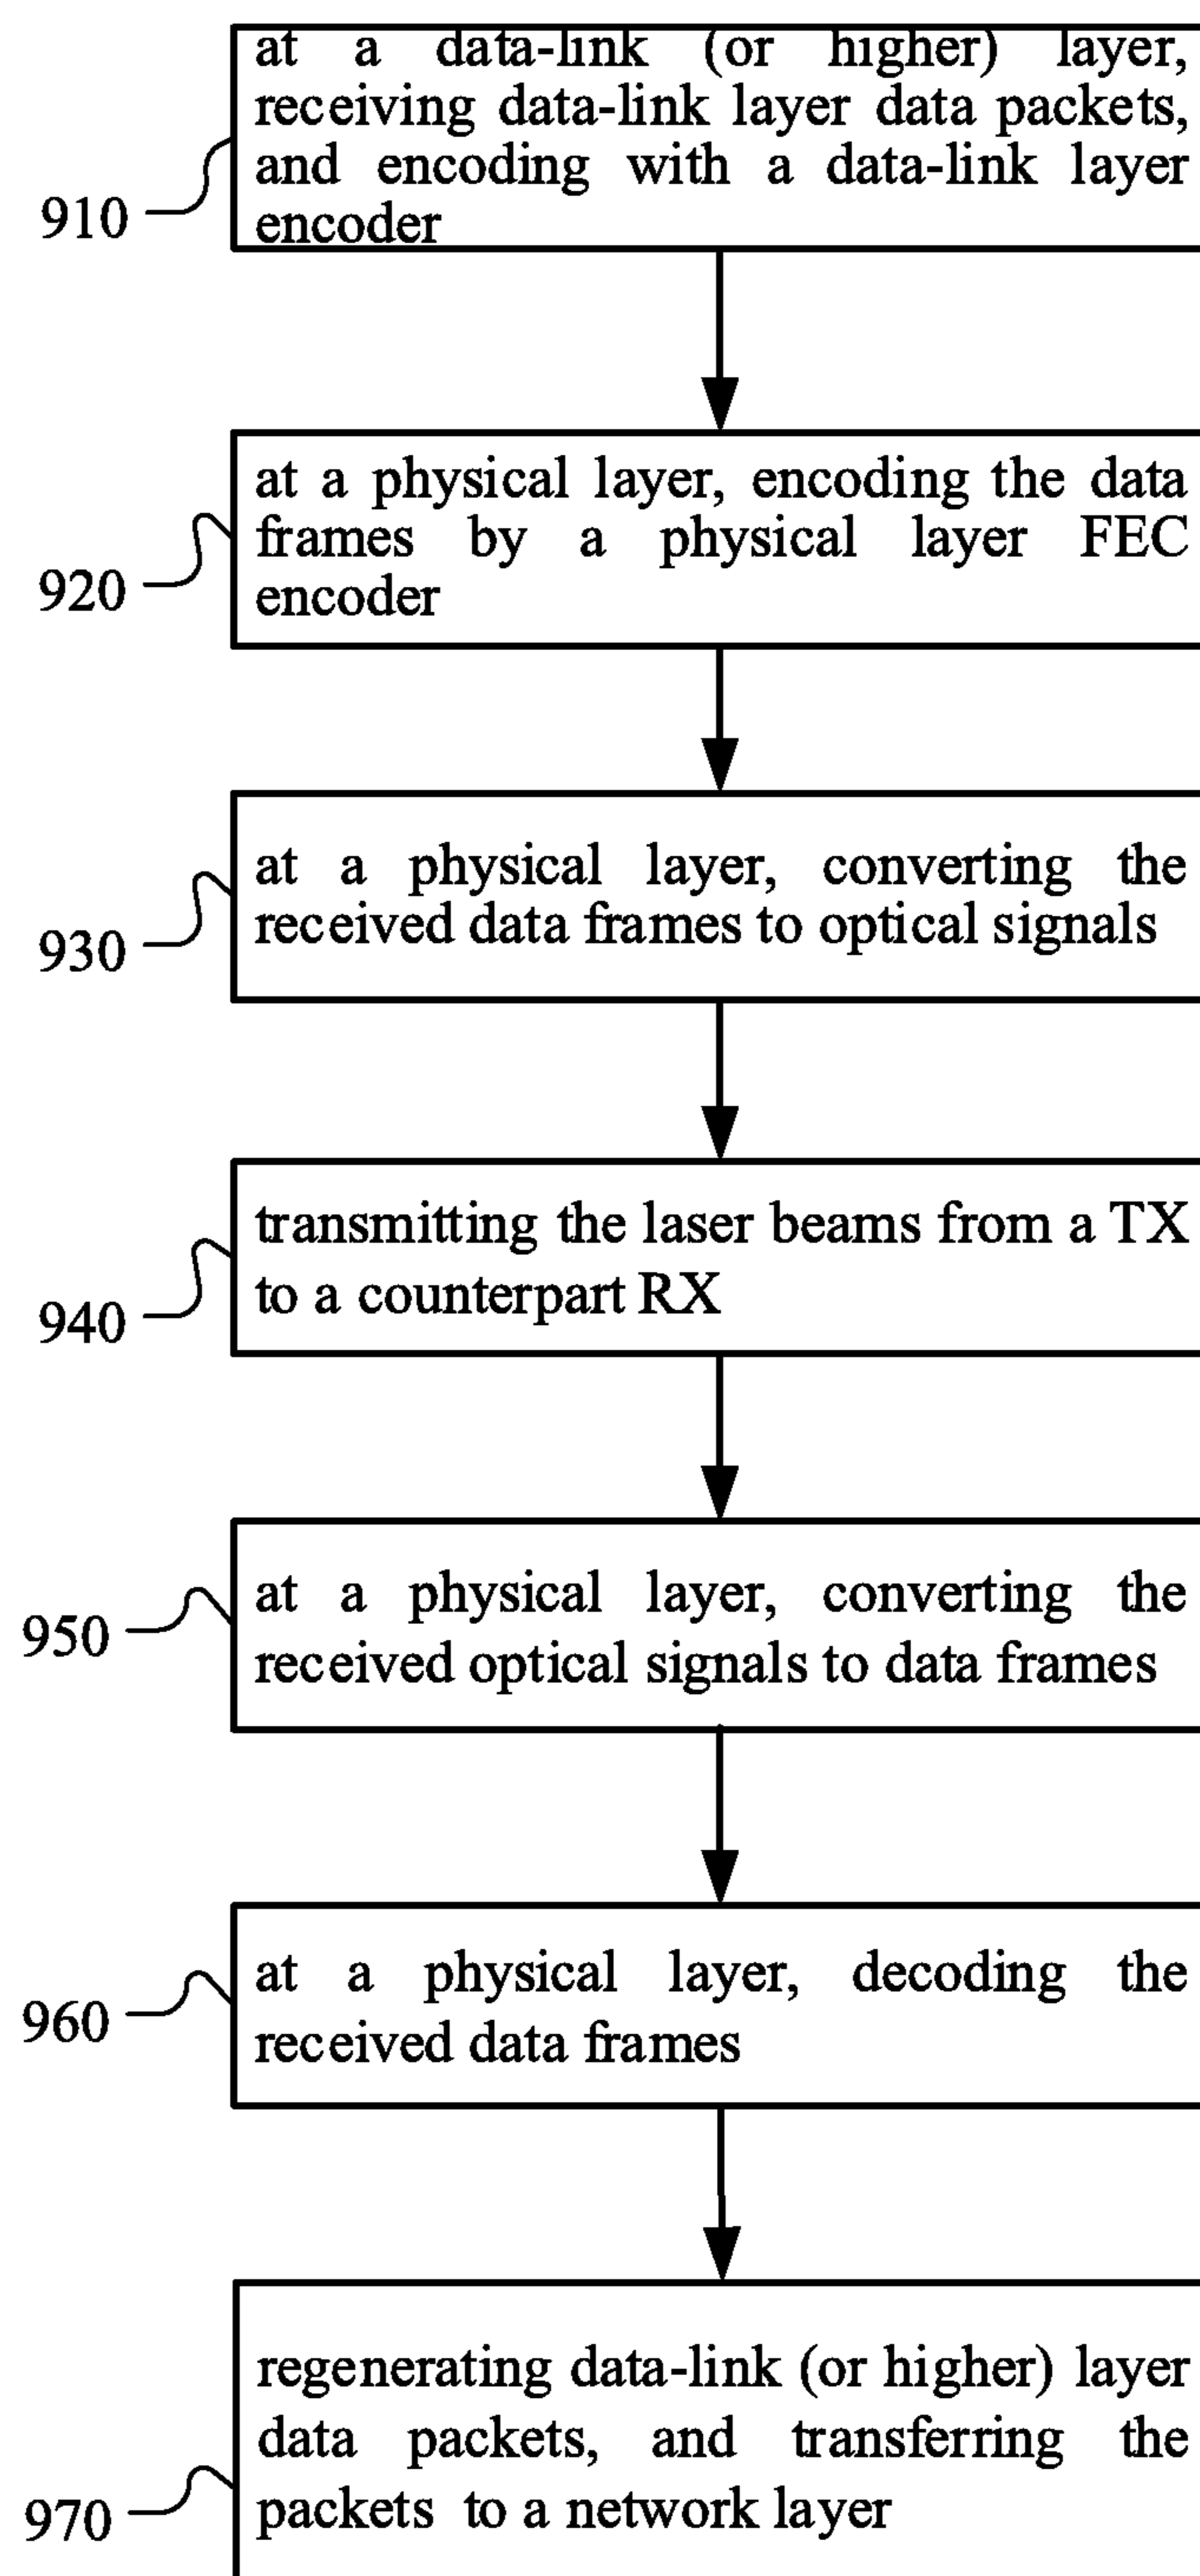 at a data-link (or higher) layer,
receiving data-link layer data packets,
and encoding with a data-link layer
encoder
910
at a physical layer, encoding the data
frames by a physical layer FEC
encoder
920
at a physical layer, converting the
received data frames to optical signals
930
transmitting the laser beams from a TX
to a counterpart RX
940
at a physical layer, converting the
received optical signals to data frames
950
at a physical layer, decoding the
received data frames
960
regenerating data-link (or higher) layer
data packets, and transferring the
packets to a network layer
970